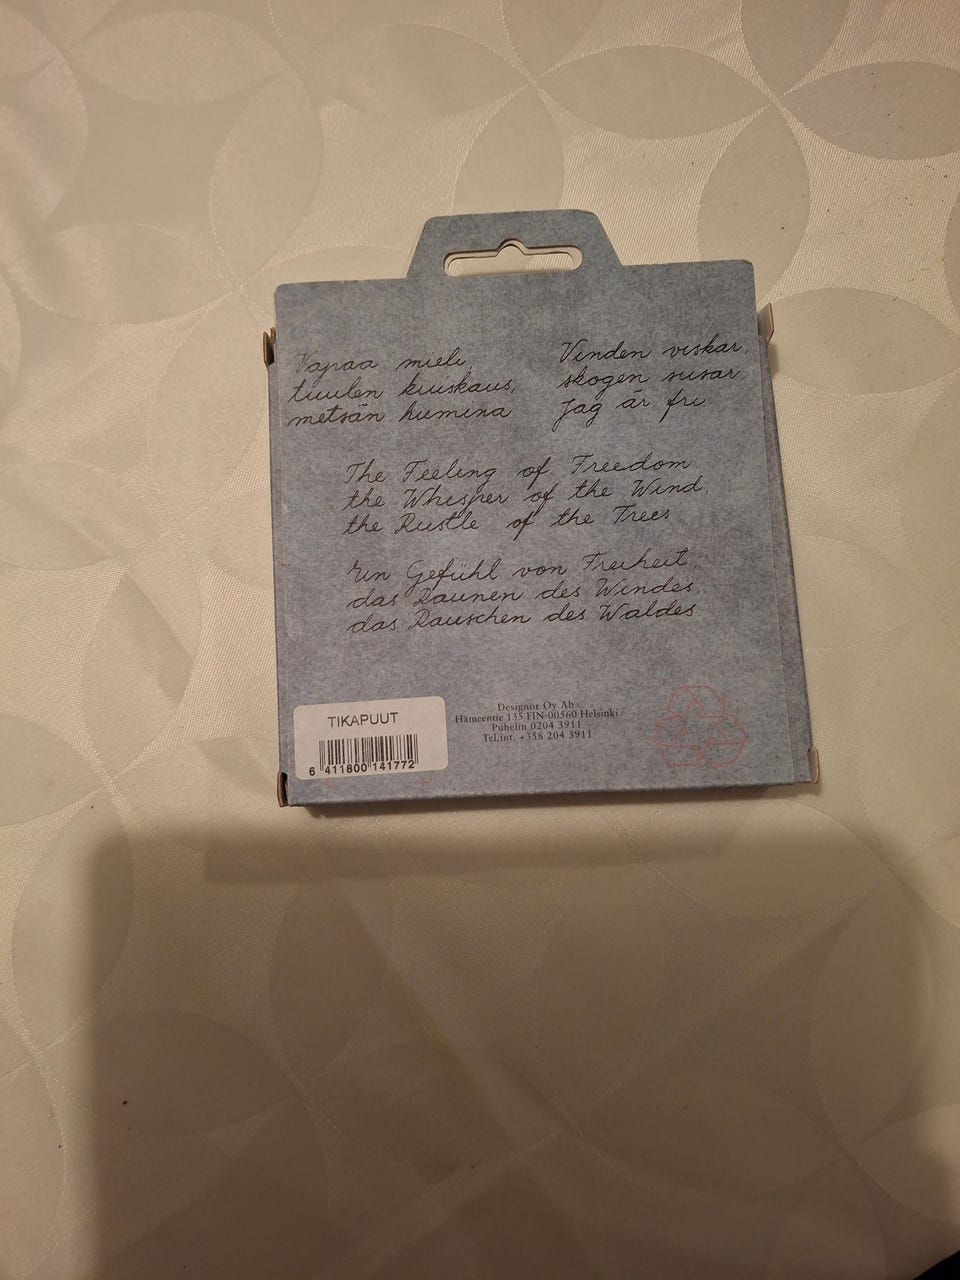 Vapaa mieli
tuulen kuiskaus,
metsän humina
Vinden viskar,
skogen susar,
jag är fri.
The Feeling of Freedom
the Whisper of the Wind,
the Rustle of the Trees
Ein Gefühl von Freiheit,
das Raunen des Windes,
das Rauschen des Waldes
TIKAPUUT
6 411800 141772
Designor Oy Ab
Hämeentie 135 FIN-00560 Helsinki
Puhelin 0204 3911
Tel.int. +358 204 3911